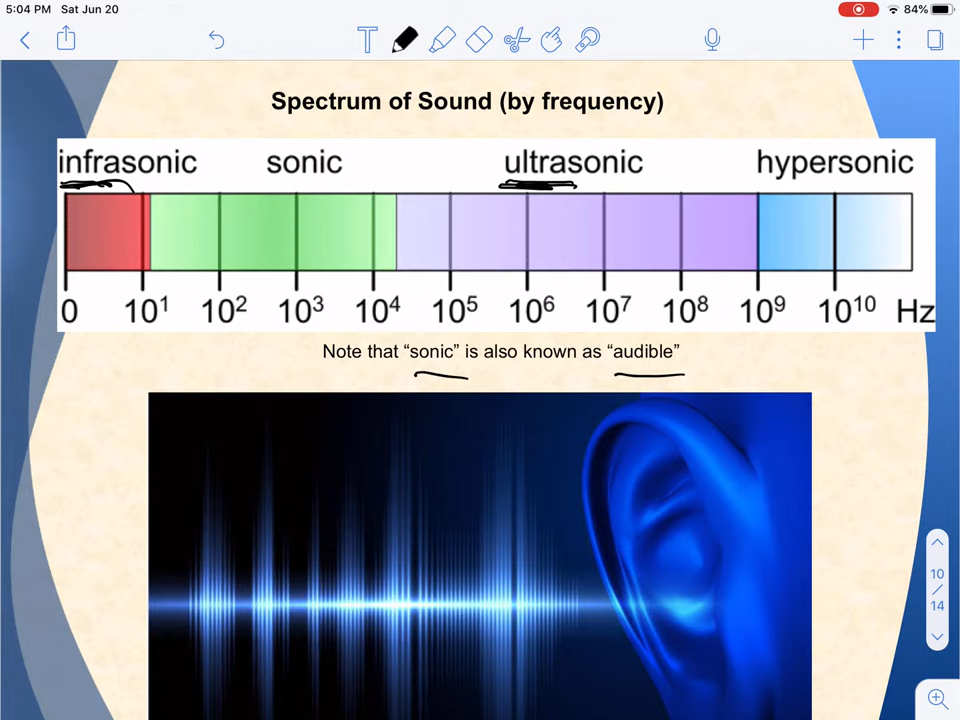 5:04 PM Sat Jun 20 84%
Spectrum of Sound (by frequency)
infrasonic sonic ultrasonic hypersonic
0 10¹ 10² 10³ 10⁴ 10⁵ 10⁶ 10⁷ 10⁸ 10⁹ 10¹⁰ Hz
Note that “sonic” is also known as “audible”
10
/
14